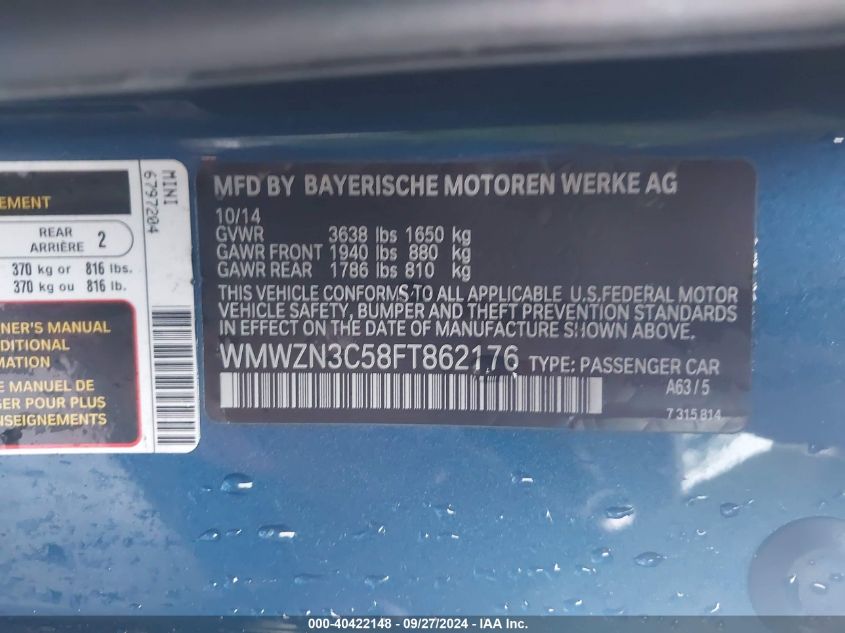 EMENT
REAR
ARRIÈRE 2
370 kg or 816 lbs.
370 kg ou 816 lb.
NER'S MANUAL
DITIONAL
MATION
E MANUEL DE
GER POUR PLUS
SEIGNEMENTS
MINI
6797204
MFD BY BAYERISCHE MOTOREN WERKE AG
10/14
GVWR 3638 lbs 1650 kg
GAWR FRONT 1940 lbs 880 kg
GAWR REAR 1786 lbs 810 kg
THIS VEHICLE CONFORMS TO ALL APPLICABLE U.S.FEDERAL MOTOR
VEHICLE SAFETY, BUMPER AND THEFT PREVENTION STANDARDS
IN EFFECT ON THE DATE OF MANUFACTURE SHOWN ABOVE.
WMWZN3C58FT862176 TYPE: PASSENGER CAR
A63/5
7 315 814
000-40422148 - 09/27/2024 - IAAI.COM